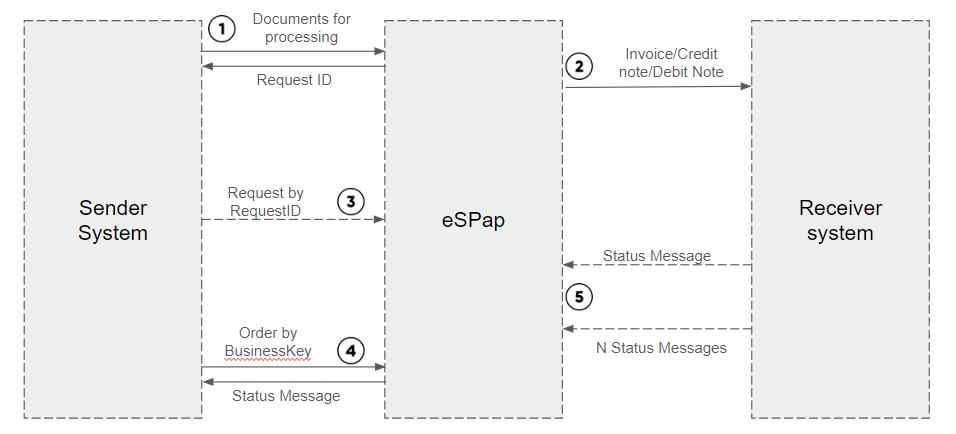 1
Documents for
processing
Request ID
2
Invoice/Credit
note/Debit Note
Sender
System
Request by
RequestID
3
eSPap
Receiver
system
Status Message
5
N Status Messages
Order by
BusinessKey
4
Status Message